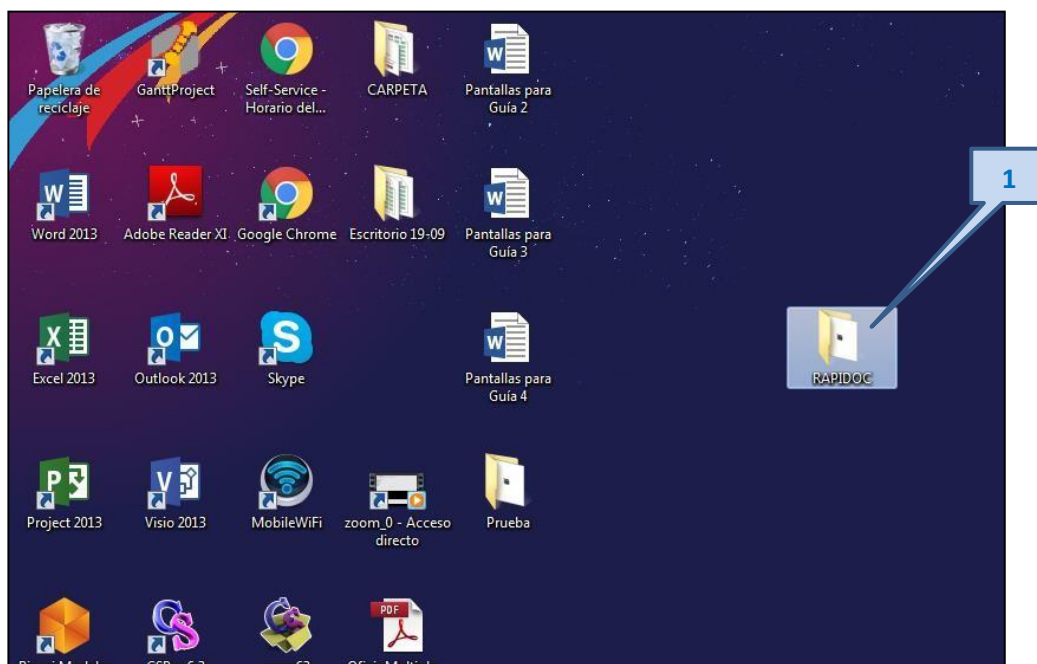 Papelera de
reciclaje
GanttProject
Self-Service -
Horario del...
CARPETA
Pantallas para
Guía 2
1
Word 2013
Adobe Reader XI
Google Chrome
Escritorio 19-09
Pantallas para
Guía 3
Excel 2013
Outlook 2013
Skype
Pantallas para
Guía 4
RAPIDOC
Project 2013
Visio 2013
MobileWiFi
zoom_0 - Acceso
directo
Prueba
PDF